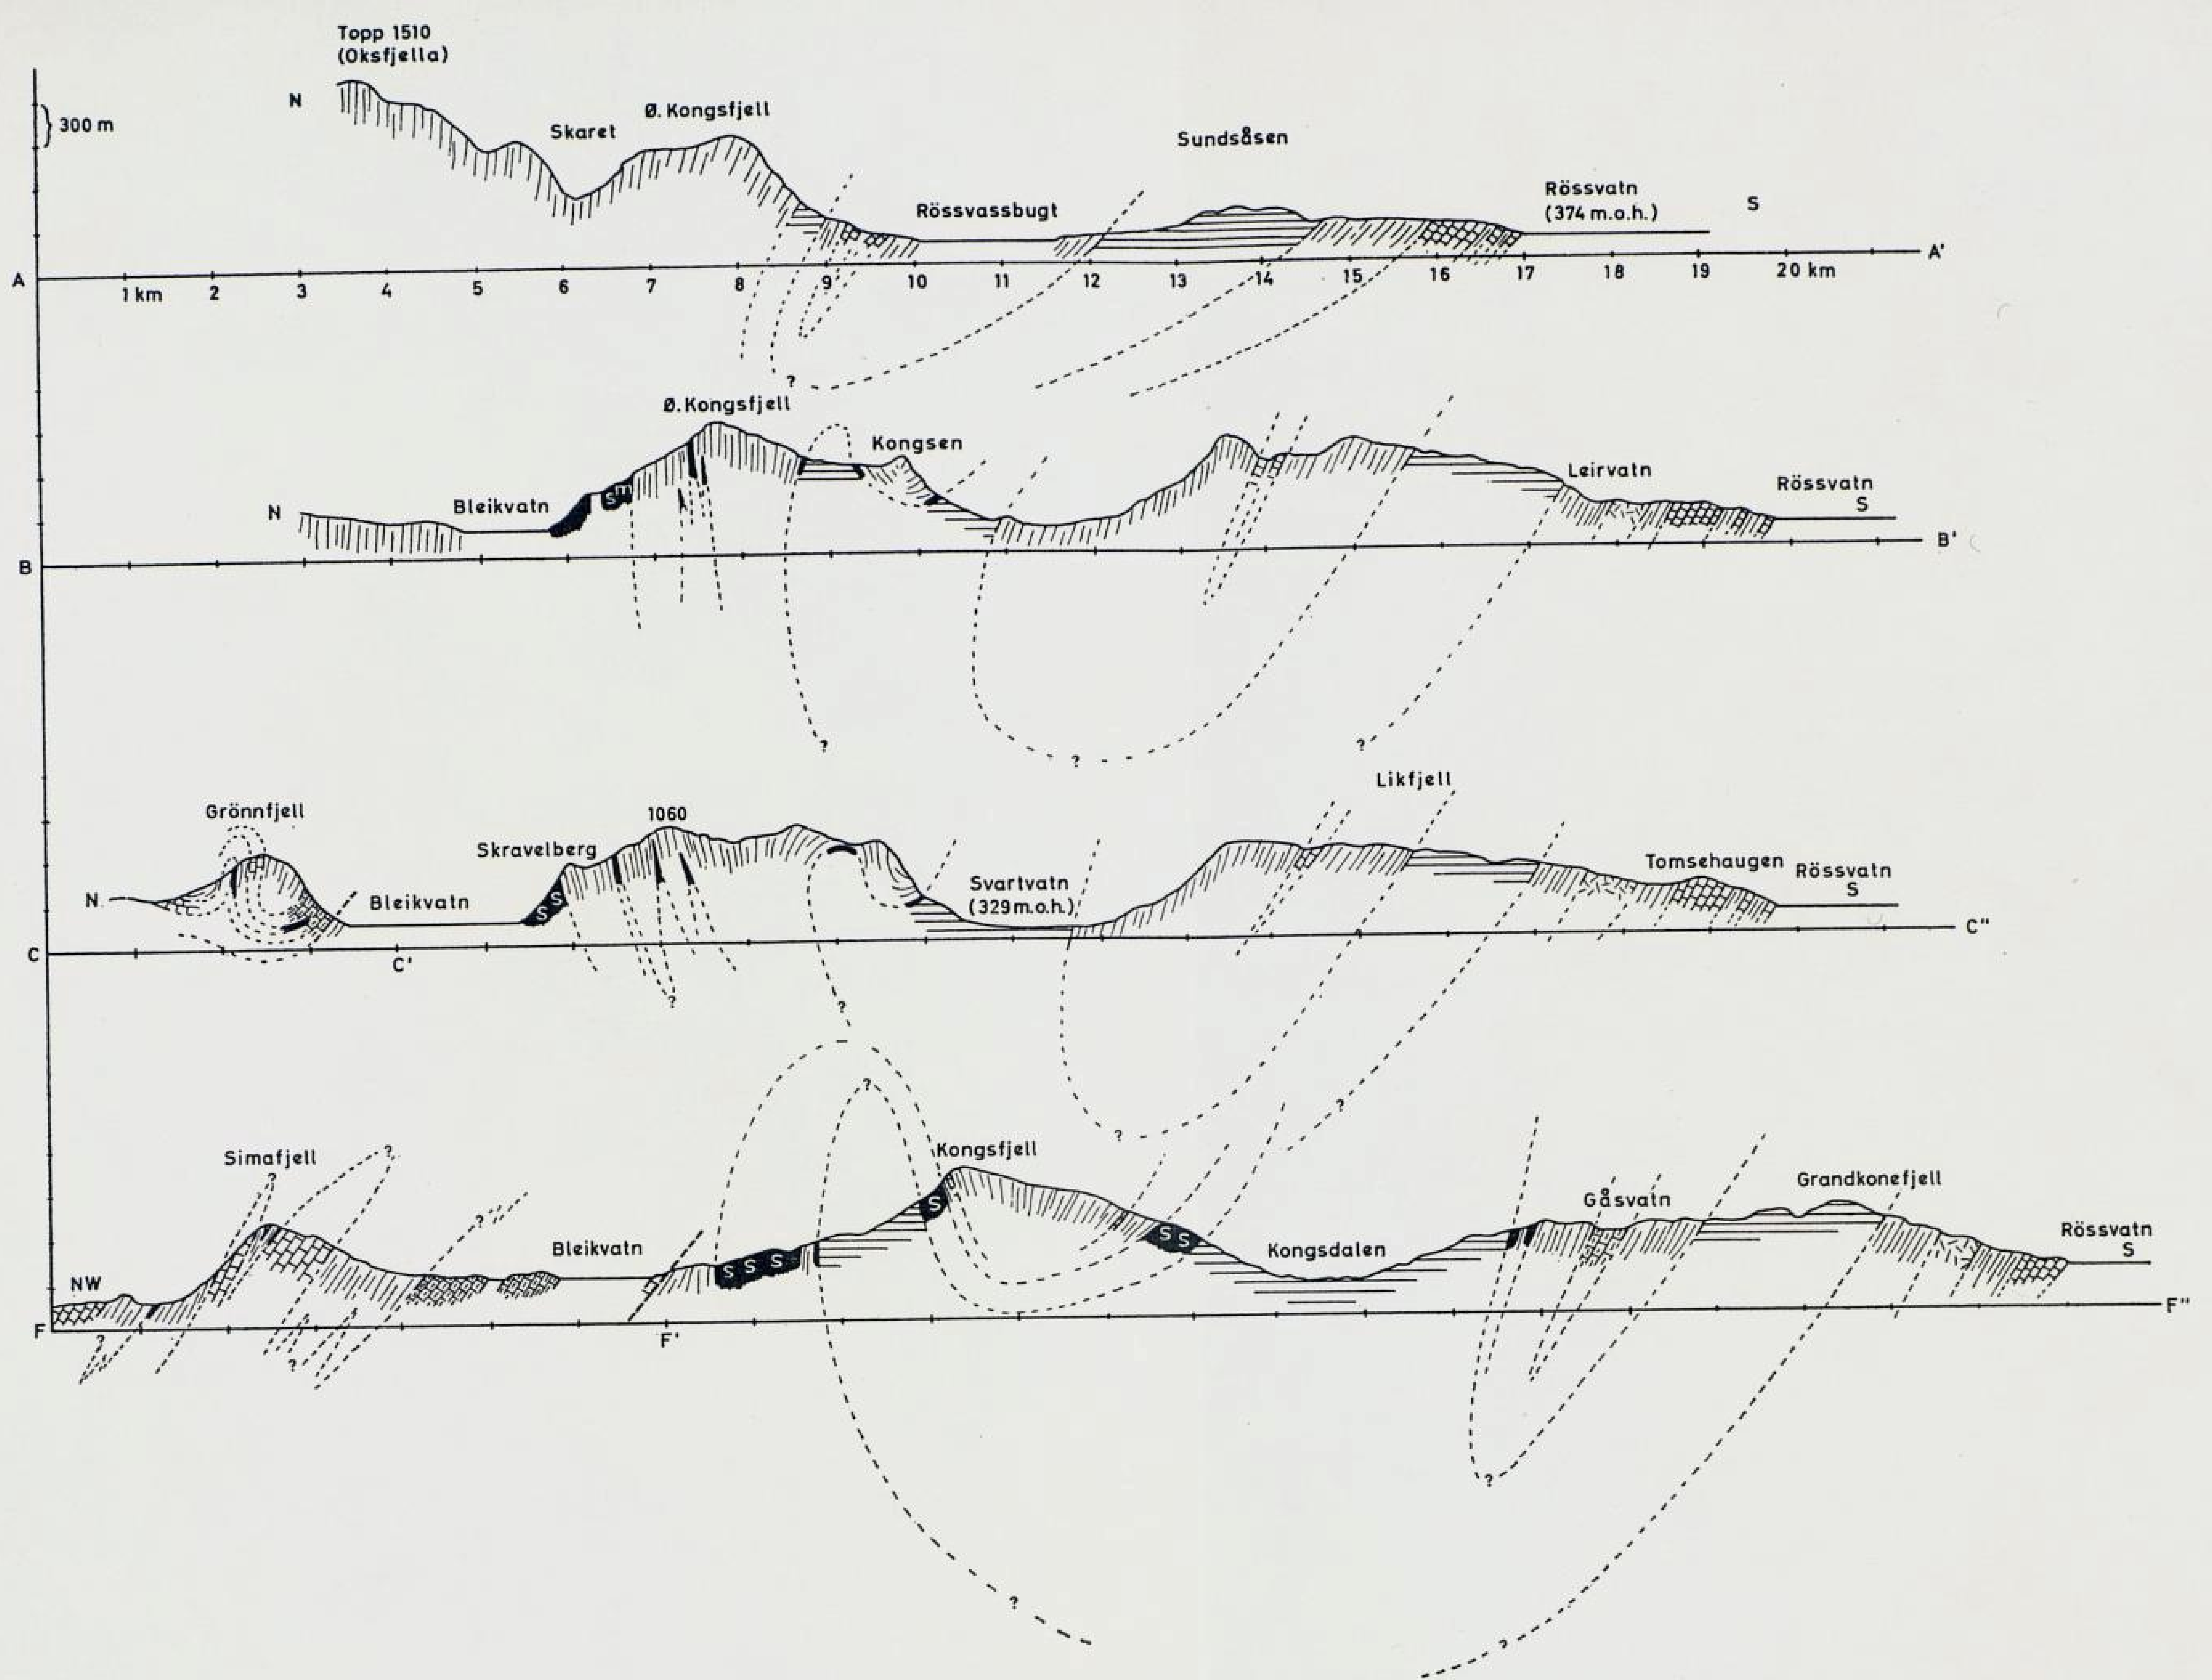 Topp 1510
(Oksfjella)
N
300 m
Skaret
Ø. Kongsfjell
Sundsåsen
Rössvassbugt
Rössvatn
(374 m.o.h.)
S
A
A'
1 km 2 3 4 5 6 7 8 9 10 11 12 13 14 15 16 17 18 19 20 km
?
Ø. Kongsfjell
Kongsen
N
Bleikvatn
S m
Leirvatn
Rössvatn
S
B
B'
?
?
?
Likfjell
Grönnfjell
1060
Skravelberg
N
Bleikvatn
S S
Svartvatn
(329 m.o.h.)
Tomsehaugen
Rössvatn
S
C
C'
C"
?
?
?
?
?
Simafjell
?
?
?
Kongsfjell
S
NW
Bleikvatn
S S S
S S
Kongsdalen
Gåsvatn
Grandkonefjell
Rössvatn
S
F
F'
F"
?
?
?
?
?